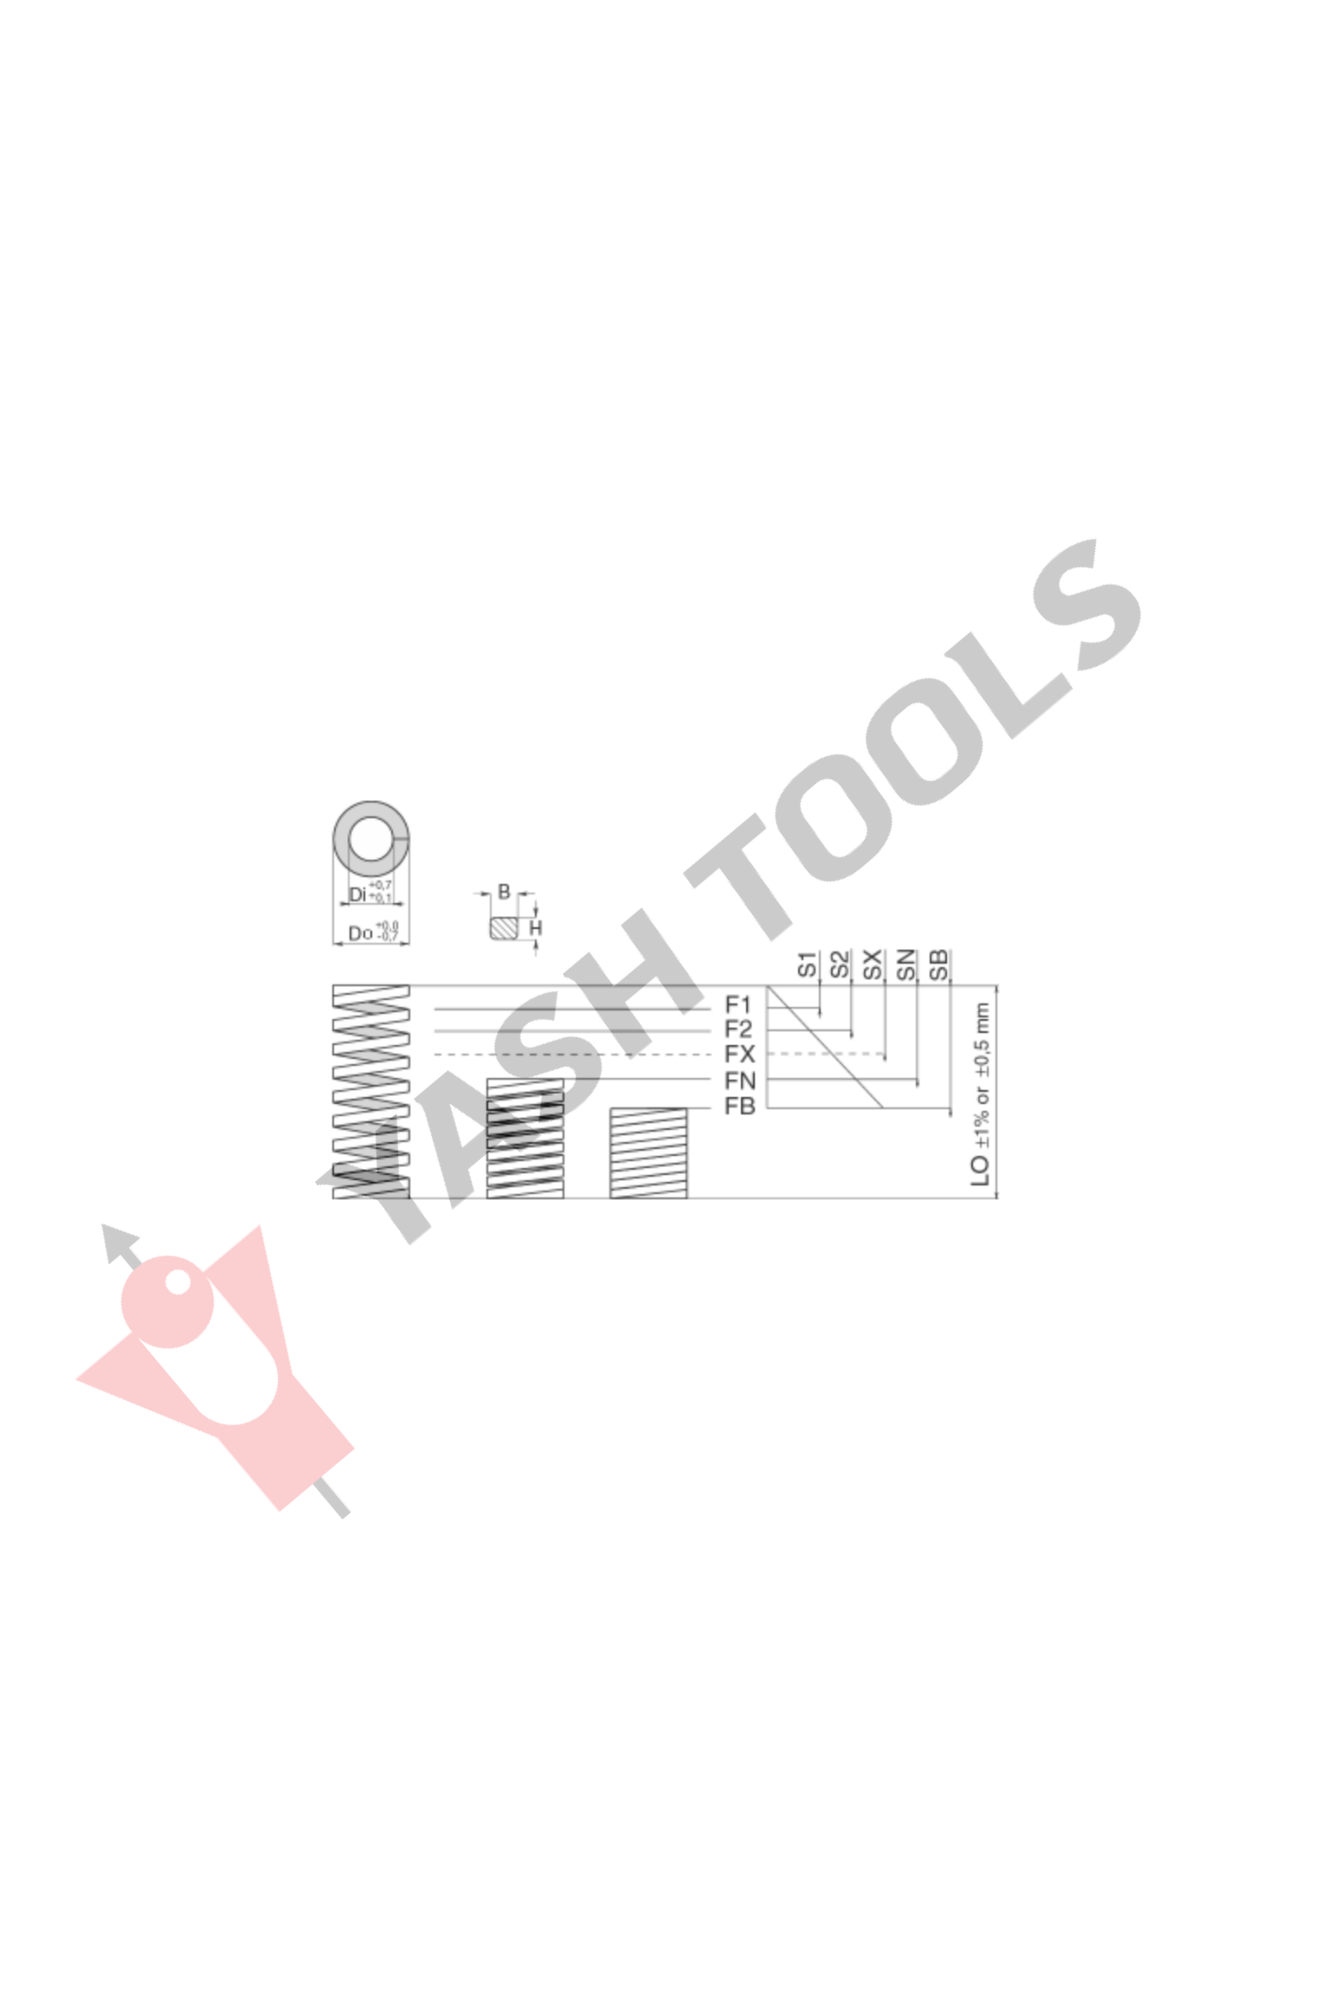 YASH TOOLS
Di +0,7 +0,1
Do +0,0 -0,7
B
H
S1
S2
SX
SN
SB
F1
F2
FX
FN
FB
LO ±1% or ±0,5 mm